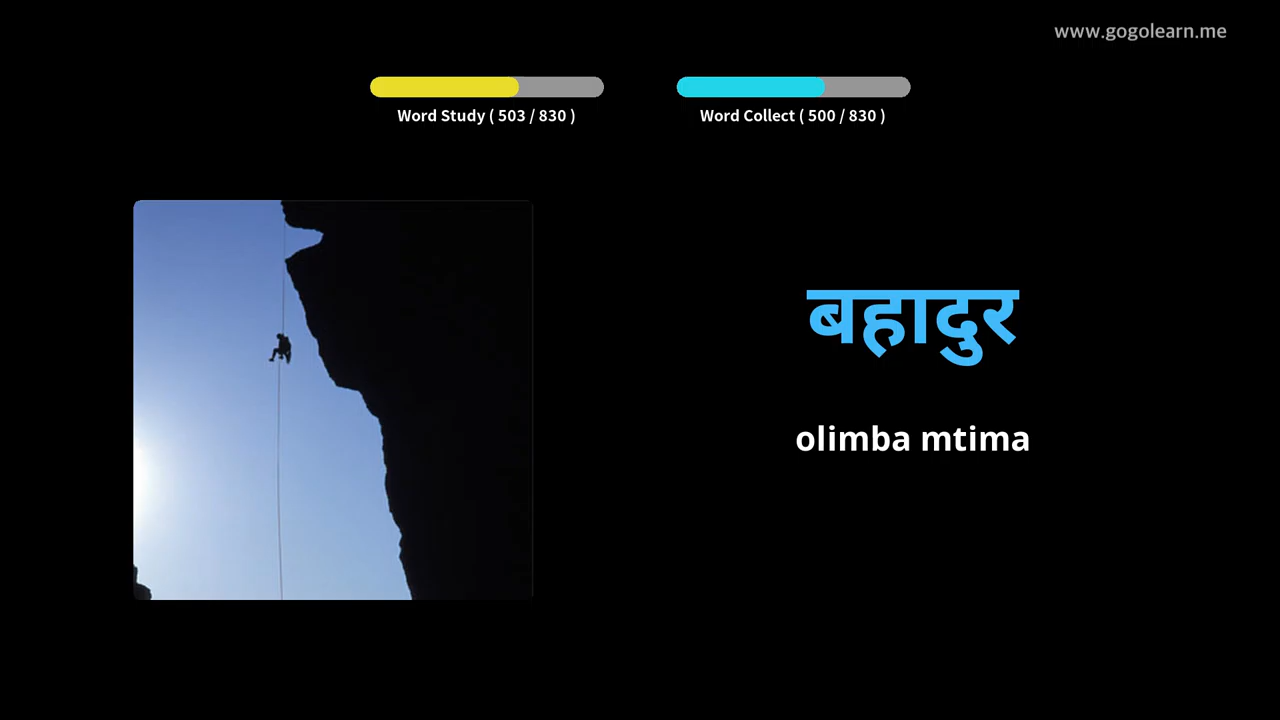 www.gogolearn.me
Word Study ( 503 / 830 )
Word Collect ( 500 / 830 )
बहादुर
olimba mtima